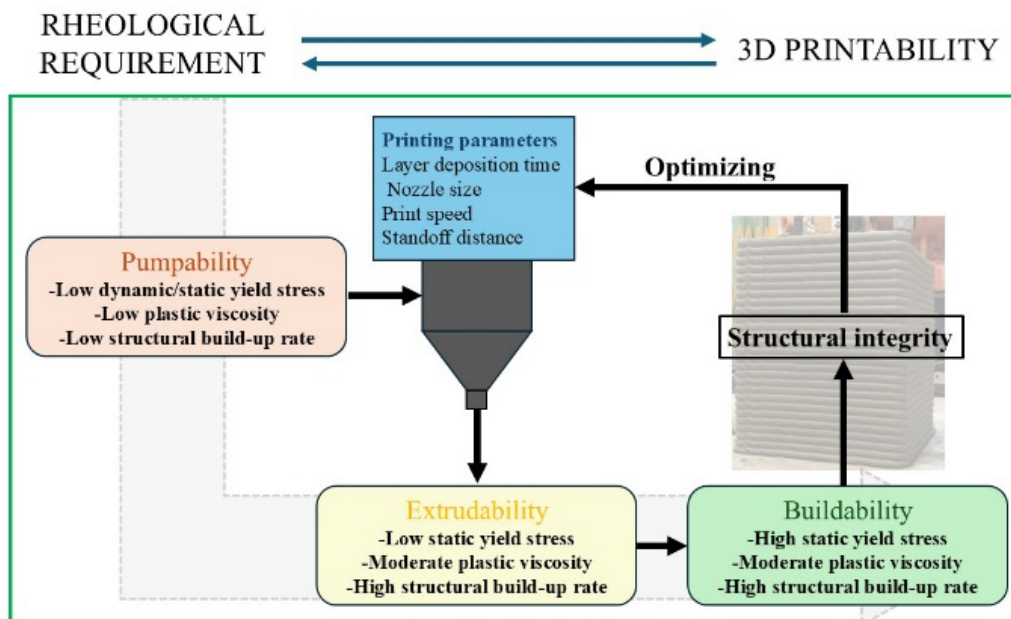 RHEOLOGICAL
REQUIREMENT
3D PRINTABILITY
Printing parameters
Layer deposition time
Nozzle size
Print speed
Standoff distance
Optimizing
Pumpability
-Low dynamic/static yield stress
-Low plastic viscosity
-Low structural build-up rate
Structural integrity
Extrudability
-Low static yield stress
-Moderate plastic viscosity
-High structural build-up rate
Buildability
-High static yield stress
-Moderate plastic viscosity
-High structural build-up rate